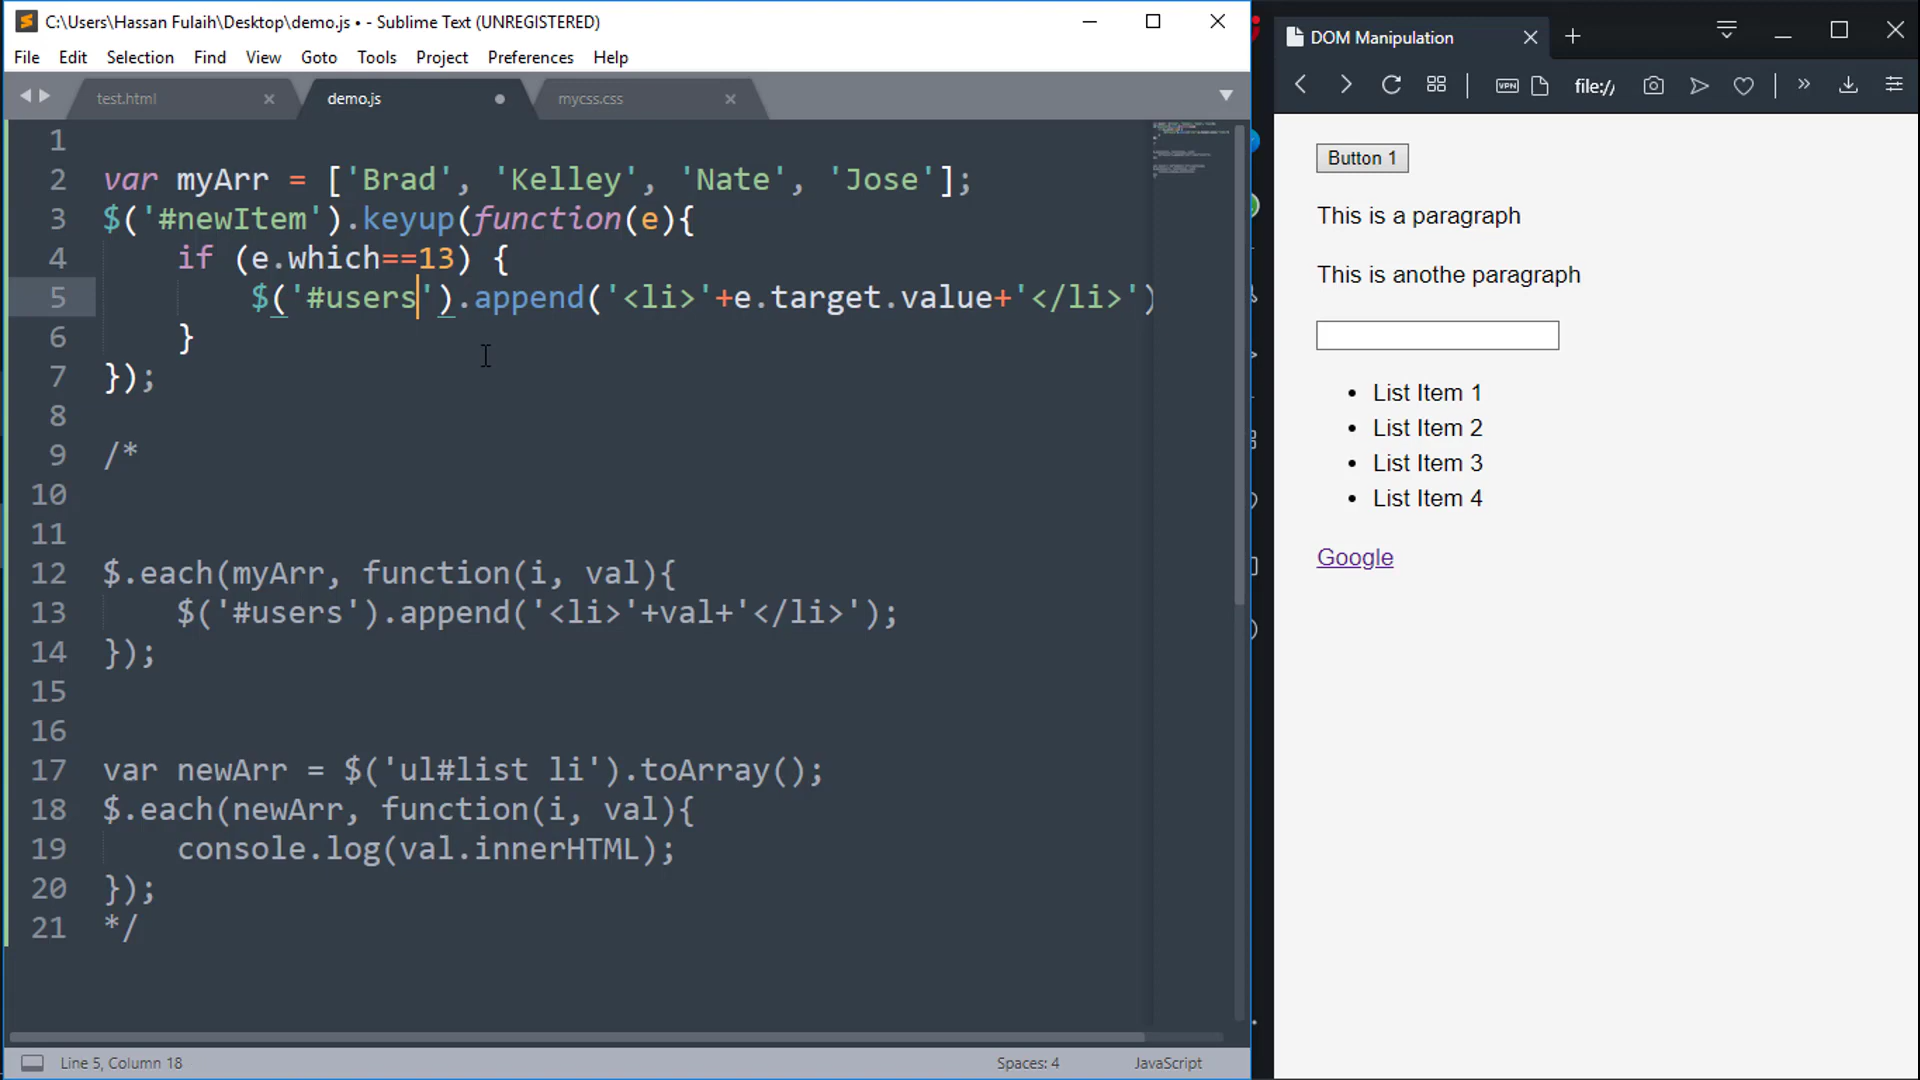 C:\Users\Hassan Fulaih\Desktop\demo.js • - Sublime Text (UNREGISTERED)
File Edit Selection Find View Goto Tools Project Preferences Help
test.html demo.js mycss.css
1
2 var myArr = ['Brad', 'Kelley', 'Nate', 'Jose'];
3 $('#newItem').keyup(function(e){
4 if (e.which==13) {
5 $('#users').append('<li>'+e.target.value+'</li>')
6 }
7 });
8
9 /*
10
11
12 $.each(myArr, function(i, val){
13 $('#users').append('<li>'+val+'</li>');
14 });
15
16
17 var newArr = $('ul#list li').toArray();
18 $.each(newArr, function(i, val){
19 console.log(val.innerHTML);
20 });
21 */
Line 5, Column 18 Spaces: 4 JavaScript
DOM Manipulation
VPN file://
Button 1
This is a paragraph
This is anothe paragraph
• List Item 1
• List Item 2
• List Item 3
• List Item 4
Google